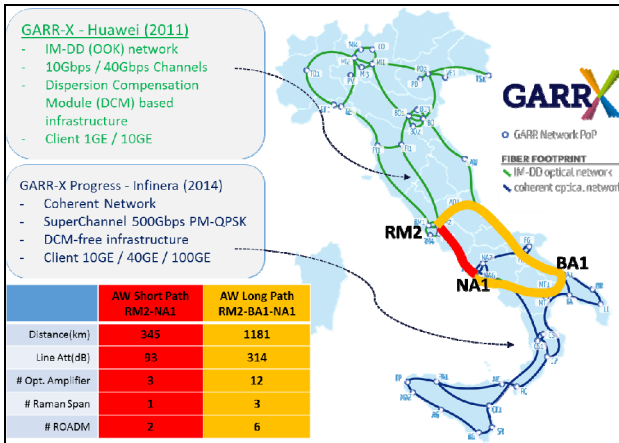 GARR-X - Huawei (2011)
- IM-DD (OOK) network
- 10Gbps / 40Gbps Channels
- Dispersion Compensation
Module (DCM) based
infrastructure
- Client 1GE / 10GE
GARR-X Progress - Infinera (2014)
- Coherent Network
- SuperChannel 500Gbps PM-QPSK
- DCM-free infrastructure
- Client 10GE / 40GE / 100GE
GARR X
GARR Network PoP
FIBER FOOTPRINT
IM-DD optical network
coherent optical network
RM2
NA1
BA1
AW Short Path AW Long Path
RM2-NA1 RM2-BA1-NA1
Distance(km) 345 1181
Line Att(dB) 93 314
# Opt. Amplifier 3 12
# Raman Span 1 3
# ROADM 2 6